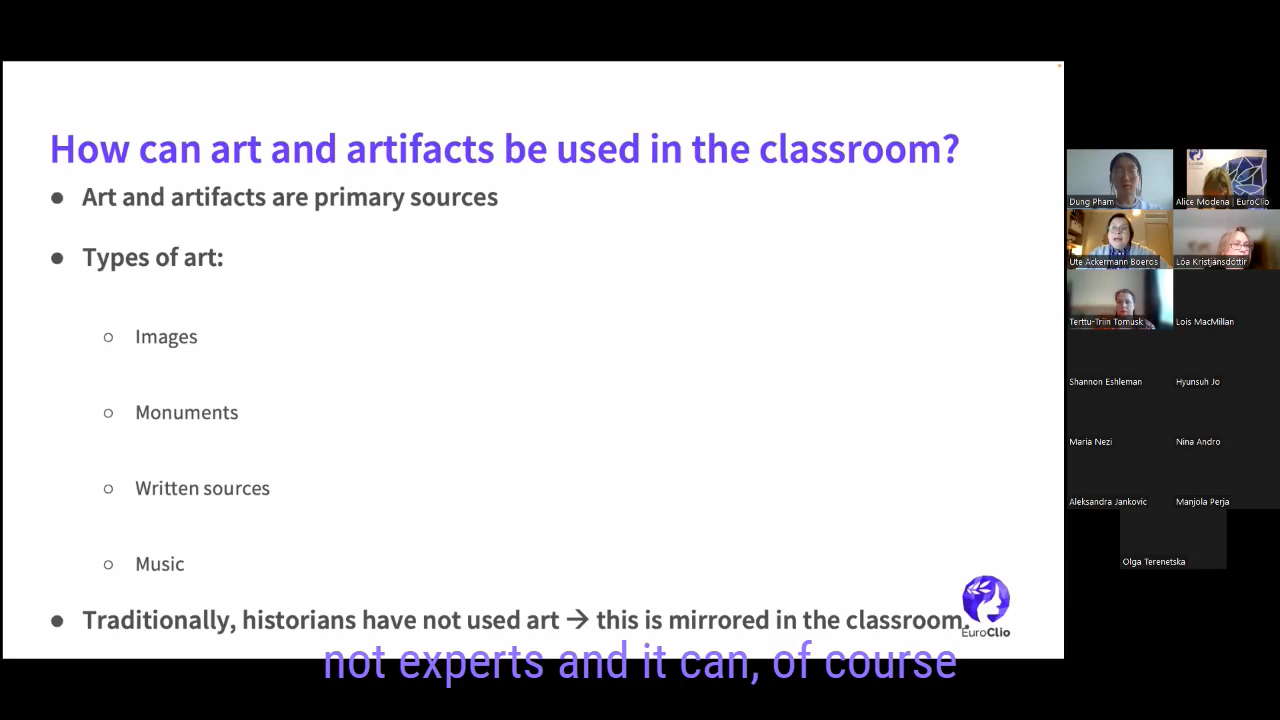 How can art and artifacts be used in the classroom?
● Art and artifacts are primary sources
● Types of art:
○ Images
○ Monuments
○ Written sources
○ Music
● Traditionally, historians have not used art → this is mirrored in the classroom.
EuroClio
not experts and it can, of course
Dung Pham
Alice Modena | EuroClio
Ute Ackermann Boeros
Lóa Kristjánsdóttir
Terttu-Triin Tomusk
Lois MacMillan
Shannon Eshleman
Hyunsuh Jo
Maria Nezi
Nina Andro
Aleksandra Jankovic
Manjola Perja
Olga Terenetska